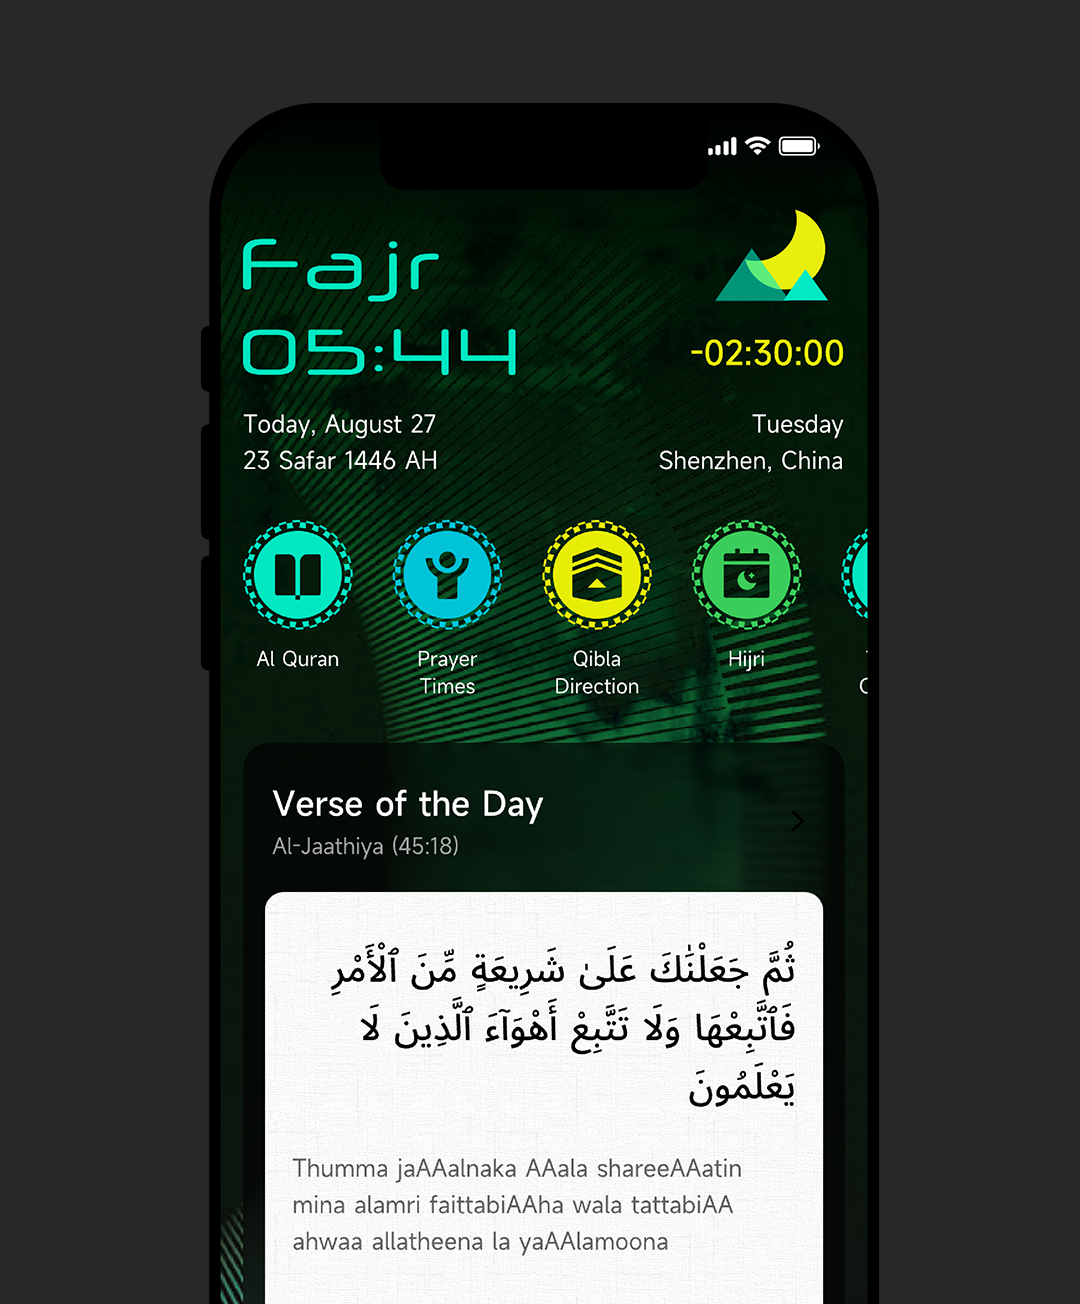 Fajr
05:44
-02:30:00
Today, August 27
Tuesday
23 Safar 1446 AH
Shenzhen, China
Al Quran
Prayer
Times
Qibla
Direction
Hijri
Verse of the Day
Al-Jaathiya (45:18)
ثُمَّ جَعَلْنَٰكَ عَلَىٰ شَرِيعَةٍ مِّنَ ٱلْأَمْرِ
فَٱتَّبِعْهَا وَلَا تَتَّبِعْ أَهْوَآءَ ٱلَّذِينَ لَا
يَعْلَمُونَ
Thumma jaAAalnaka AAala shareeAAatin
mina alamri faittabiAAha wala tattabiAA
ahwaa allatheena la yaAAlamoona